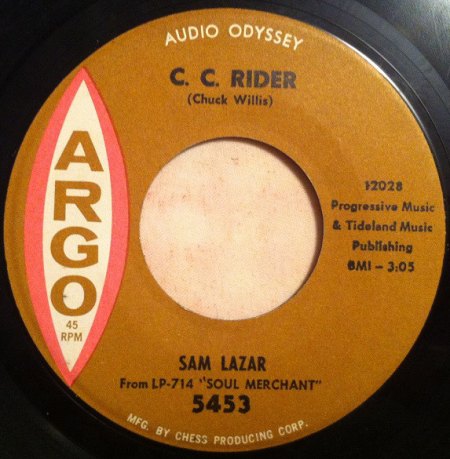 AUDIO ODYSSEY
C. C. RIDER
(Chuck Willis)
ARGO
45
RPM
12028
Progressive Music
& Tideland Music
Publishing
BMI – 3:05
SAM LAZAR
From LP-714 "SOUL MERCHANT"
5453
MFG. BY CHESS PRODUCING CORP.